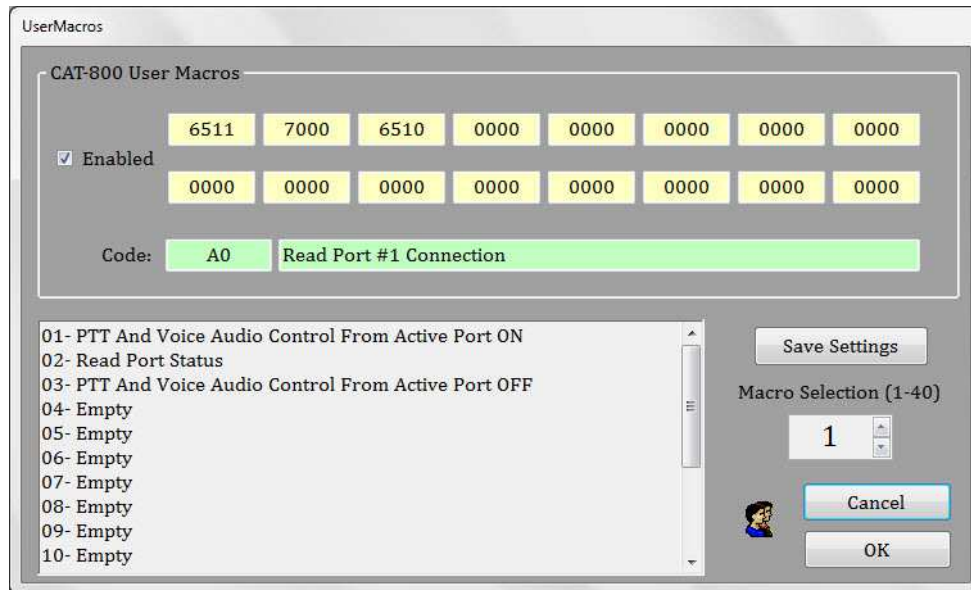 UserMacros
CAT-800 User Macros
6511 7000 6510 0000 0000 0000 0000 0000
Enabled
0000 0000 0000 0000 0000 0000 0000 0000
Code: A0 Read Port #1 Connection
01- PTT And Voice Audio Control From Active Port ON
02- Read Port Status
03- PTT And Voice Audio Control From Active Port OFF
04- Empty
05- Empty
06- Empty
07- Empty
08- Empty
09- Empty
10- Empty
Save Settings
Macro Selection (1-40)
1
Cancel
OK